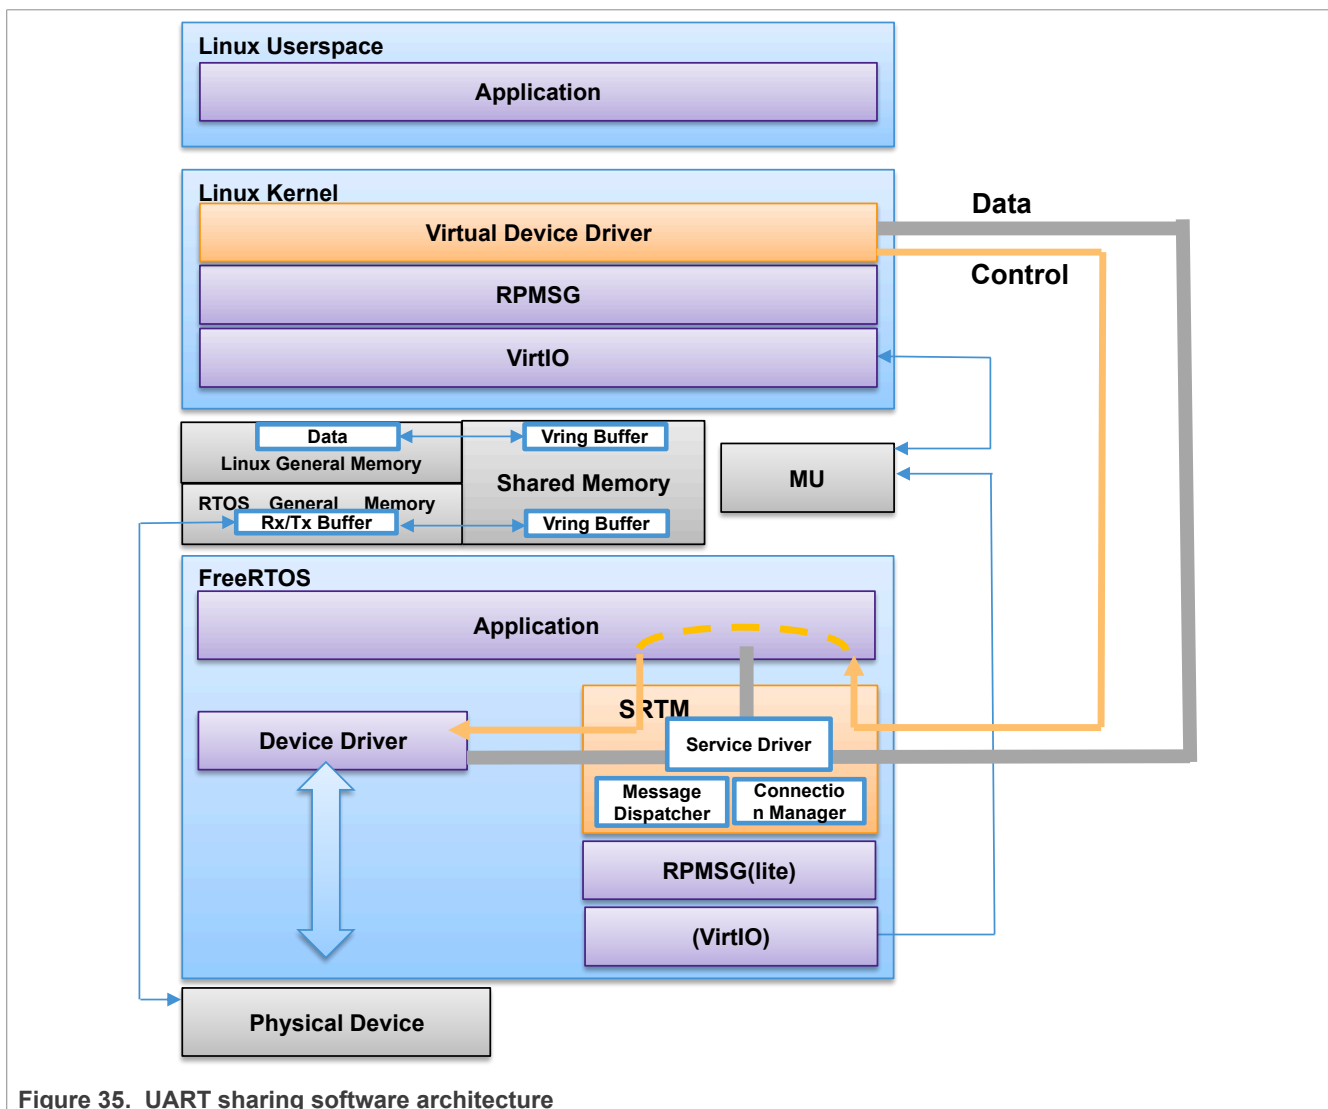 Linux Userspace
Application
Linux Kernel
Virtual Device Driver
Data
Control
RPMSG
VirtIO
Data
Vring Buffer
Linux General Memory
Shared Memory
MU
RTOS General Memory
Rx/Tx Buffer
Vring Buffer
FreeRTOS
Application
SRTM
Device Driver
Service Driver
Message
Dispatcher
Connectio
n Manager
RPMSG(lite)
(VirtIO)
Physical Device
Figure 35. UART sharing software architecture